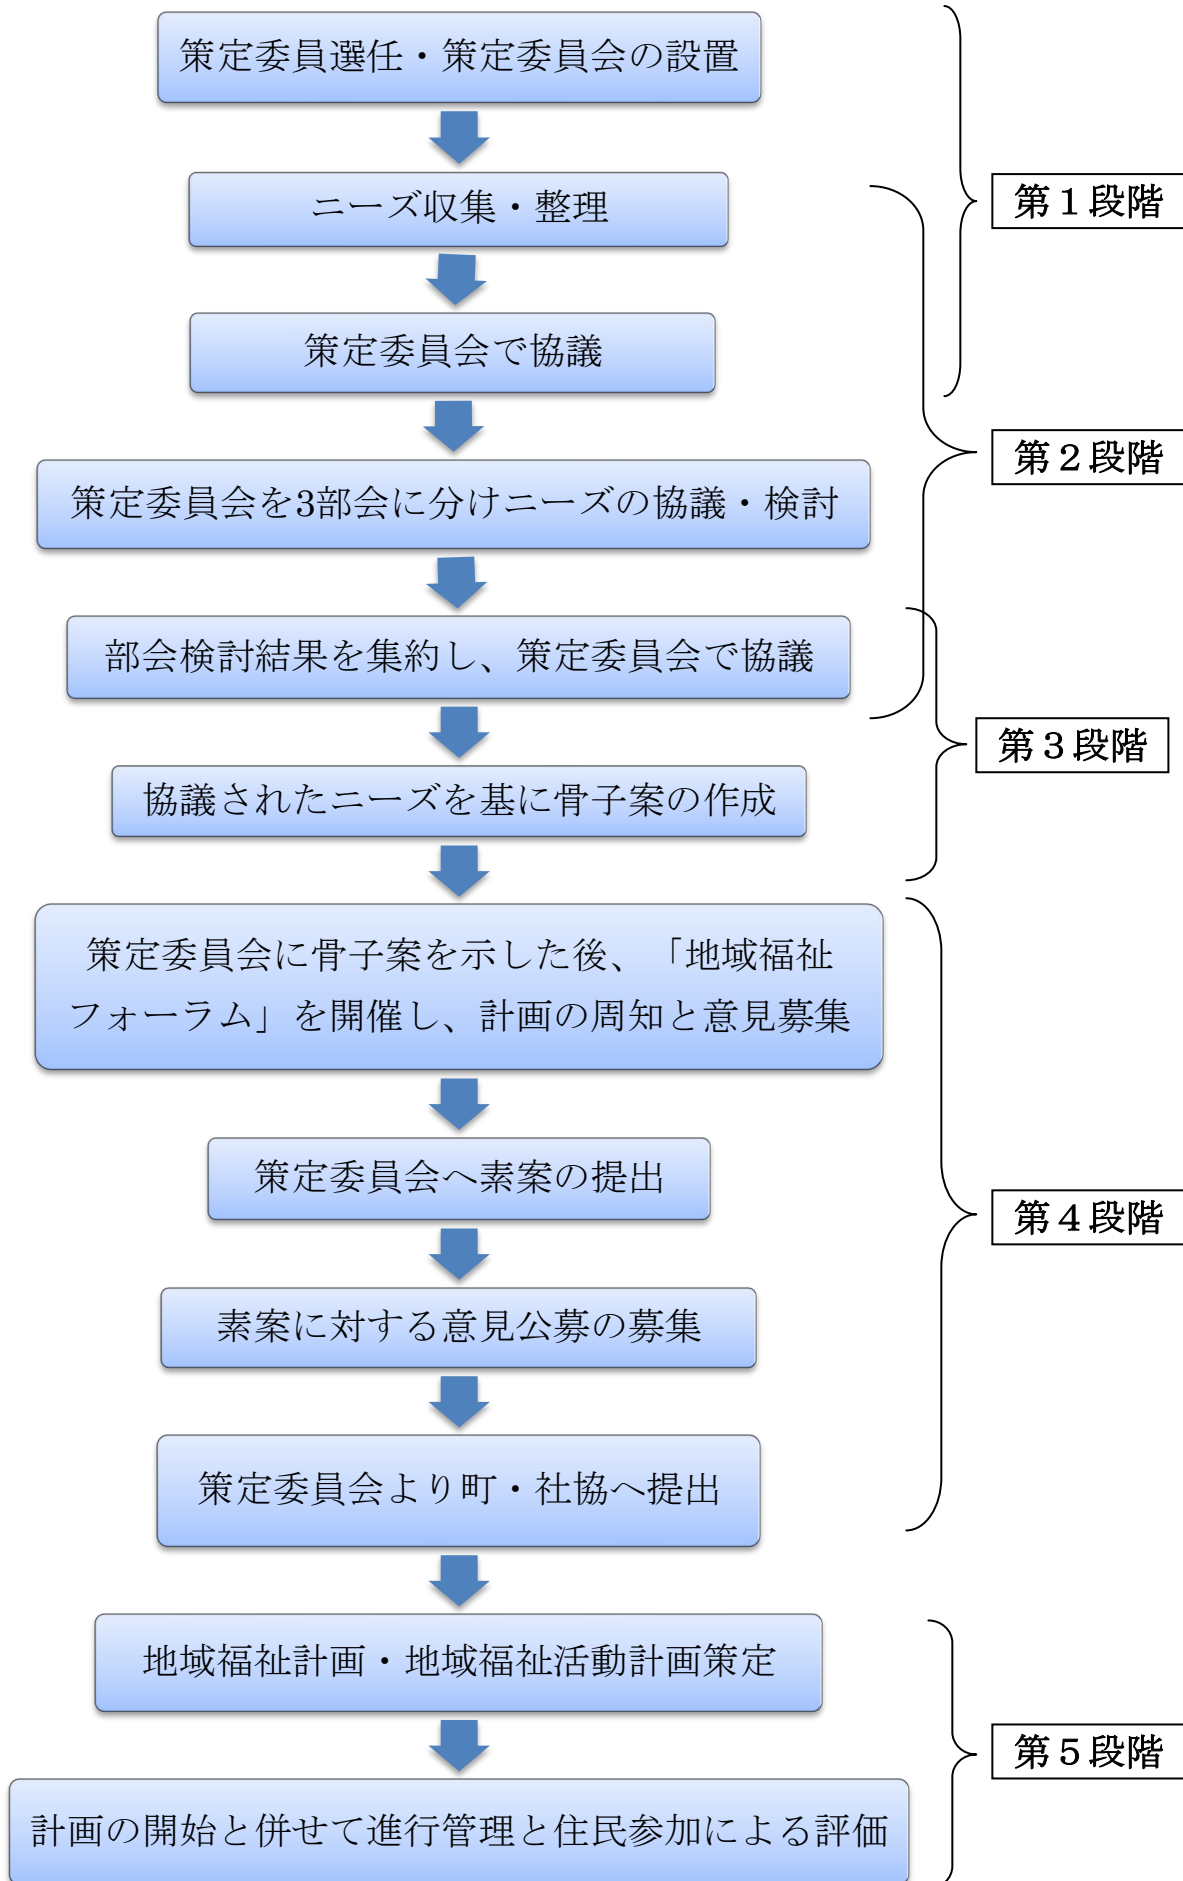 策定委員選任・策定委員会の設置
ニーズ収集・整理
第１段階
策定委員会で協議
第２段階
策定委員会を3部会に分けニーズの協議・検討
部会検討結果を集約し、策定委員会で協議
第３段階
協議されたニーズを基に骨子案の作成
策定委員会に骨子案を示した後、「地域福祉
フォーラム」を開催し、計画の周知と意見募集
策定委員会へ素案の提出
第４段階
素案に対する意見公募の募集
策定委員会より町・社協へ提出
地域福祉計画・地域福祉活動計画策定
第５段階
計画の開始と併せて進行管理と住民参加による評価